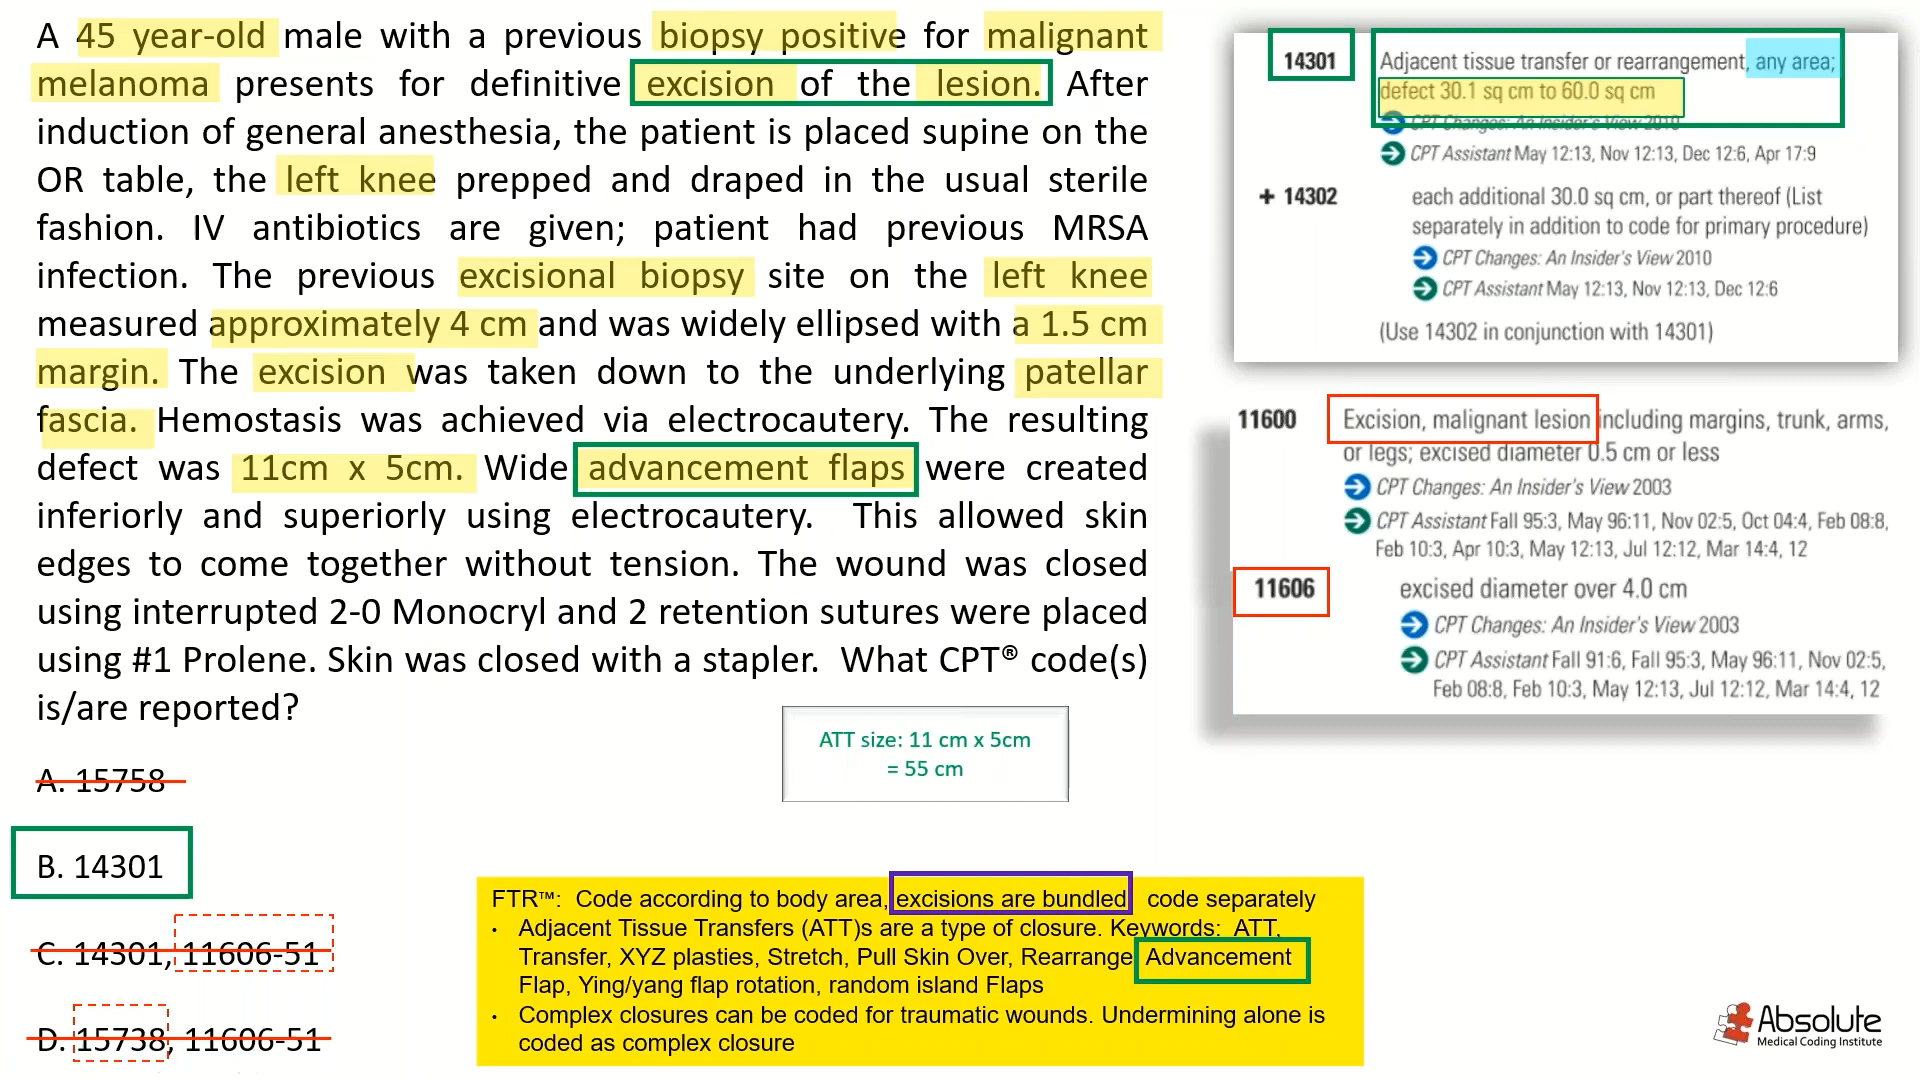 A 45 year-old male with a previous biopsy positive for malignant
melanoma presents for definitive excision of the lesion. After
induction of general anesthesia, the patient is placed supine on the
OR table, the left knee prepped and draped in the usual sterile
fashion. IV antibiotics are given; patient had previous MRSA
infection. The previous excisional biopsy site on the left knee
measured approximately 4 cm and was widely ellipsed with a 1.5 cm
margin. The excision was taken down to the underlying patellar
fascia. Hemostasis was achieved via electrocautery. The resulting
defect was 11cm x 5cm. Wide advancement flaps were created
inferiorly and superiorly using electrocautery. This allowed skin
edges to come together without tension. The wound was closed
using interrupted 2-0 Monocryl and 2 retention sutures were placed
using #1 Prolene. Skin was closed with a stapler. What CPT® code(s)
is/are reported?
ATT size: 11 cm x 5cm
= 55 cm
A. 15758
B. 14301
C. 14301, 11606-51
D. 15738, 11606-51
14301 Adjacent tissue transfer or rearrangement, any area;
defect 30.1 sq cm to 60.0 sq cm
CPT Changes: An Insider's View 2010
CPT Assistant May 12:13, Nov 12:13, Dec 12:6, Apr 17:9
+ 14302 each additional 30.0 sq cm, or part thereof (List
separately in addition to code for primary procedure)
CPT Changes: An Insider's View 2010
CPT Assistant May 12:13, Nov 12:13, Dec 12:6
(Use 14302 in conjunction with 14301)
11600 Excision, malignant lesion including margins, trunk, arms,
or legs; excised diameter 0.5 cm or less
CPT Changes: An Insider's View 2003
CPT Assistant Fall 95:3, May 96:11, Nov 02:5, Oct 04:4, Feb 08:8,
Feb 10:3, Apr 10:3, May 12:13, Jul 12:12, Mar 14:4, 12
11606 excised diameter over 4.0 cm
CPT Changes: An Insider's View 2003
CPT Assistant Fall 91:6, Fall 95:3, May 96:11, Nov 02:5,
Feb 08:8, Feb 10:3, May 12:13, Jul 12:12, Mar 14:4, 12
FTR™: Code according to body area, excisions are bundled code separately
• Adjacent Tissue Transfers (ATT)s are a type of closure. Keywords: ATT,
Transfer, XYZ plasties, Stretch, Pull Skin Over, Rearrange Advancement
Flap, Ying/yang flap rotation, random island Flaps
• Complex closures can be coded for traumatic wounds. Undermining alone is
coded as complex closure
Absolute
Medical Coding Institute